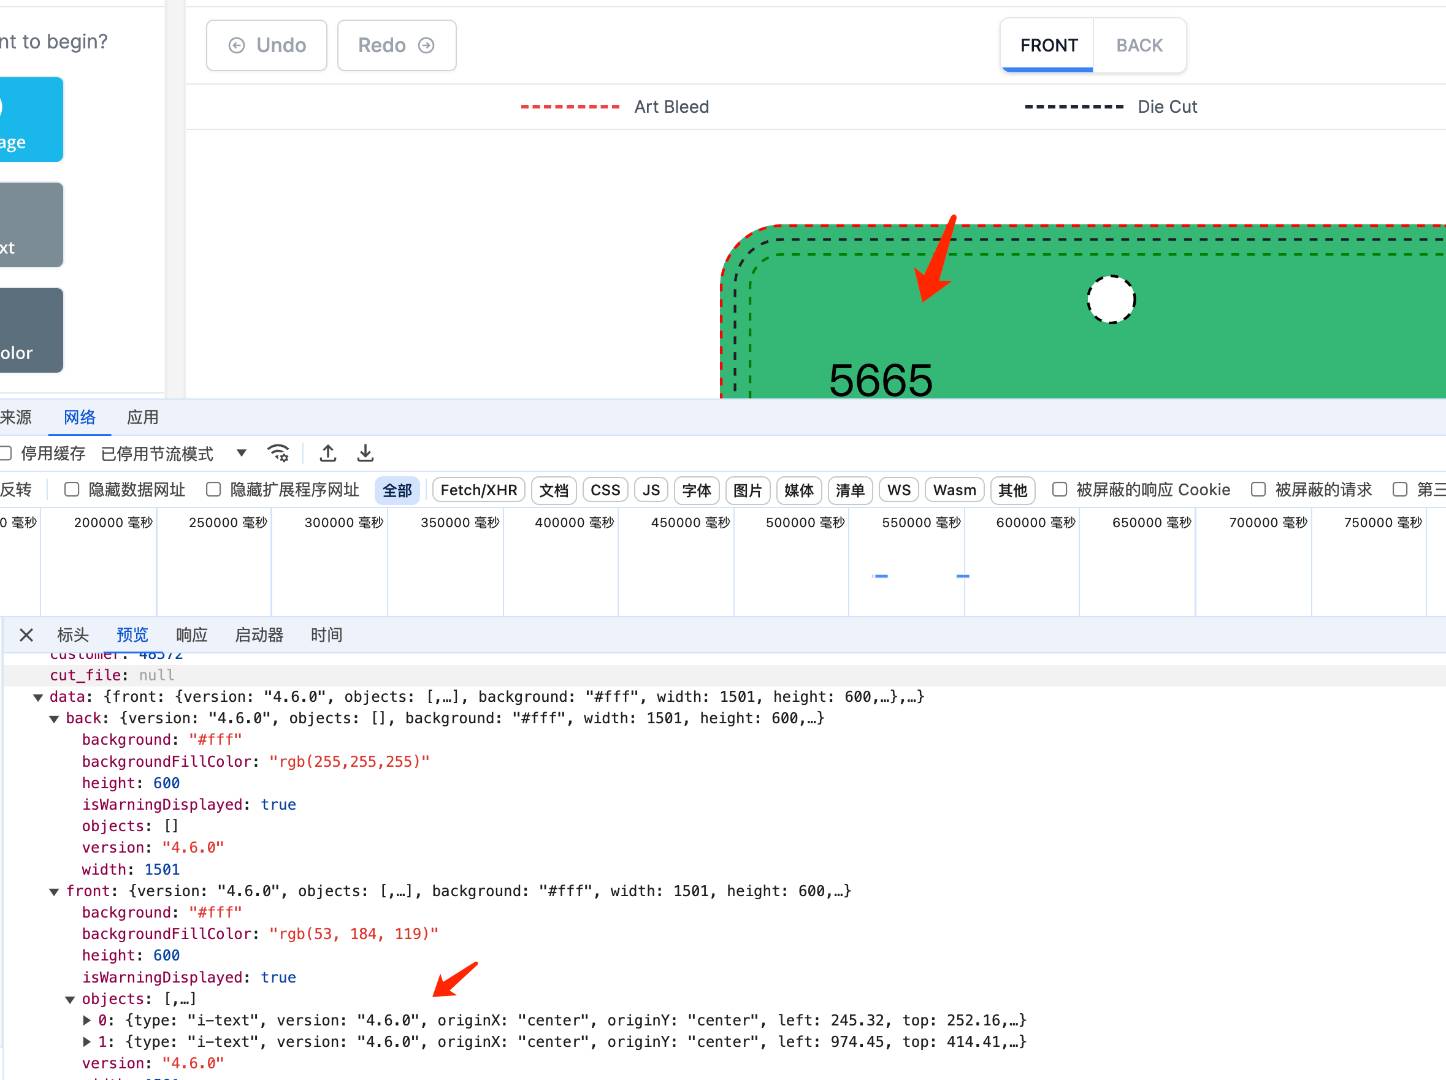 nt to begin?
Undo
Redo
FRONT
BACK
Art Bleed
Die Cut
age
xt
olor
5665
来源
网络
应用
停用缓存
已停用节流模式
反转
隐藏数据网址
隐藏扩展程序网址
全部
Fetch/XHR
文档
CSS
JS
字体
图片
媒体
清单
WS
Wasm
其他
被屏蔽的响应 Cookie
被屏蔽的请求
第三
0 毫秒
200000 毫秒
250000 毫秒
300000 毫秒
350000 毫秒
400000 毫秒
450000 毫秒
500000 毫秒
550000 毫秒
600000 毫秒
650000 毫秒
700000 毫秒
750000 毫秒
标头
预览
响应
启动器
时间
customer: 48572
cut_file: null
data: {front: {version: "4.6.0", objects: [,…], background: "#fff", width: 1501, height: 600,…},…}
back: {version: "4.6.0", objects: [], background: "#fff", width: 1501, height: 600,…}
background: "#fff"
backgroundFillColor: "rgb(255,255,255)"
height: 600
isWarningDisplayed: true
objects: []
version: "4.6.0"
width: 1501
front: {version: "4.6.0", objects: [,…], background: "#fff", width: 1501, height: 600,…}
background: "#fff"
backgroundFillColor: "rgb(53, 184, 119)"
height: 600
isWarningDisplayed: true
objects: [,…]
0: {type: "i-text", version: "4.6.0", originX: "center", originY: "center", left: 245.32, top: 252.16,…}
1: {type: "i-text", version: "4.6.0", originX: "center", originY: "center", left: 974.45, top: 414.41,…}
version: "4.6.0"